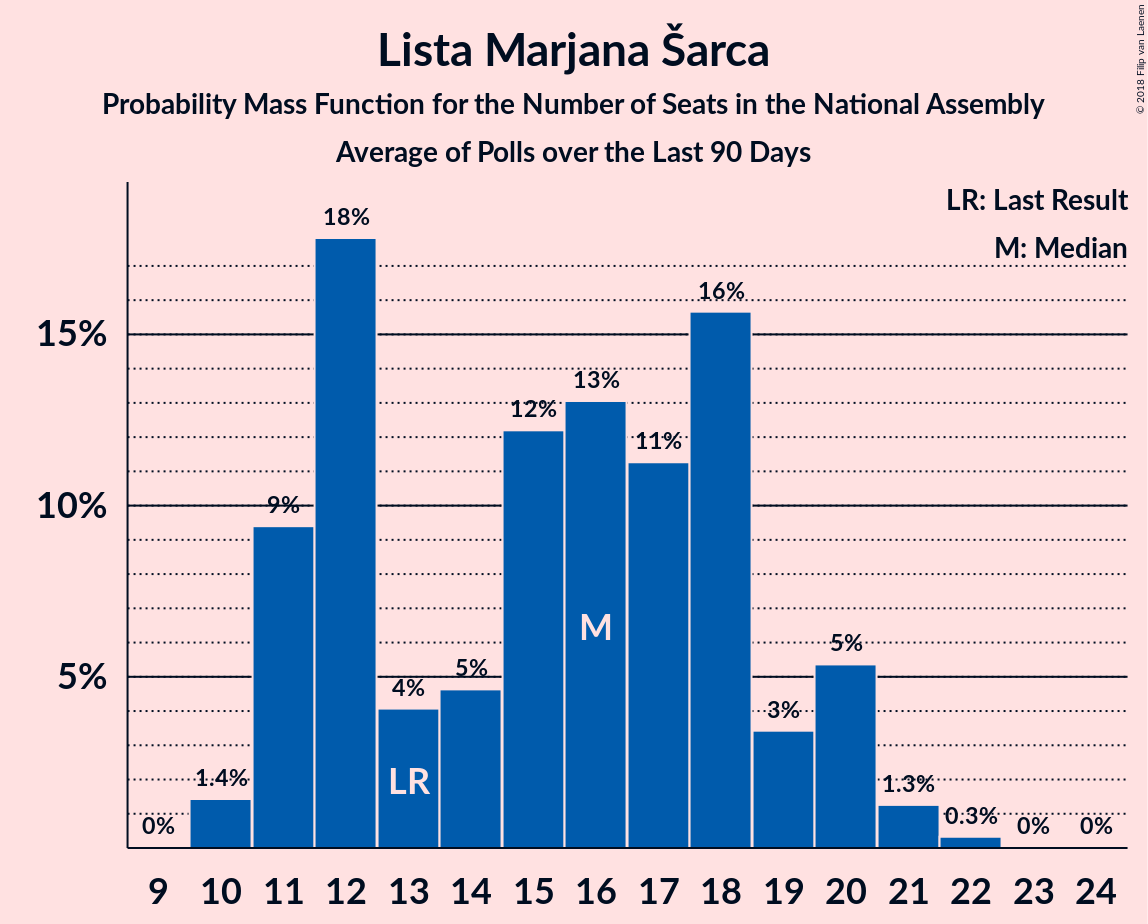 Lista Marjana Šarca
Probability Mass Function for the Number of Seats in the National Assembly
Average of Polls over the Last 90 Days
© 2018 Filip van Laenen
LR: Last Result
M: Median
15%
10%
5%
0%
1.4%
9%
18%
4%
5%
12%
13%
11%
16%
3%
5%
1.3%
0.3%
0%
0%
LR
M
9 10 11 12 13 14 15 16 17 18 19 20 21 22 23 24